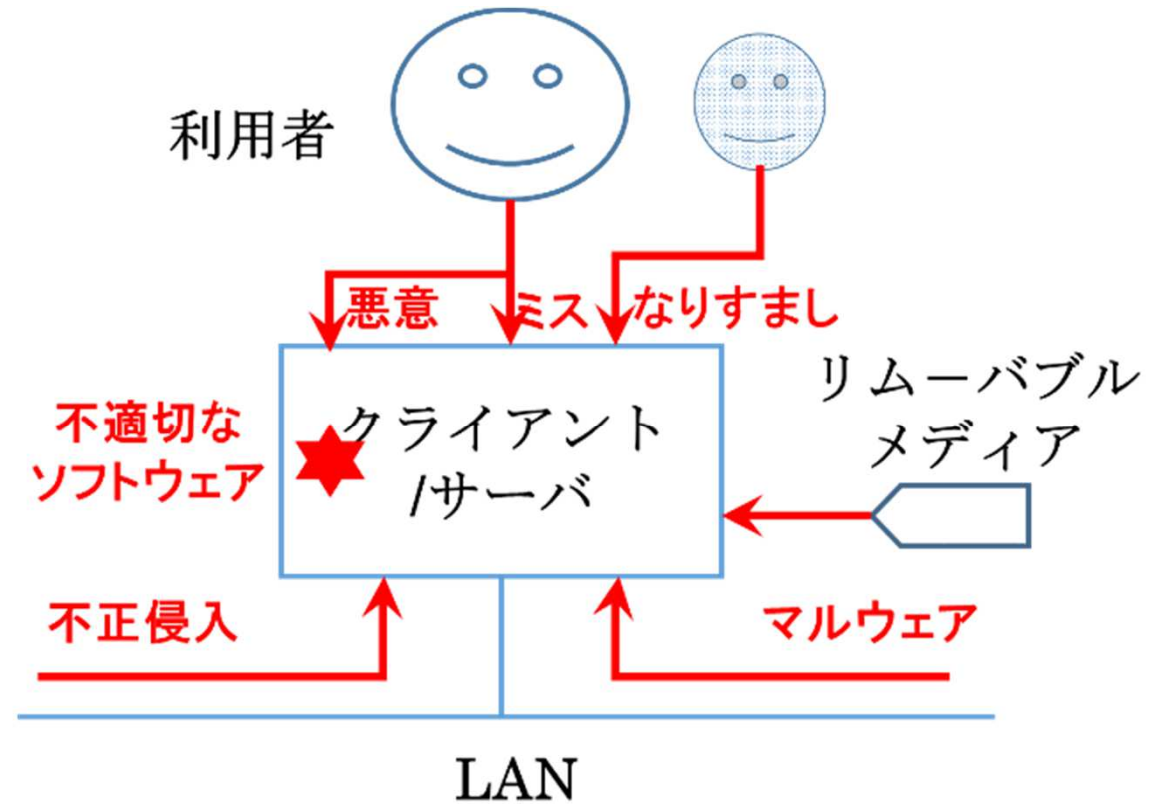 利用者
悪意
ミス
なりすまし
リムーバブル
メディア
不適切な
ソフトウェア
クライアント
/サーバ
不正侵入
マルウェア
LAN